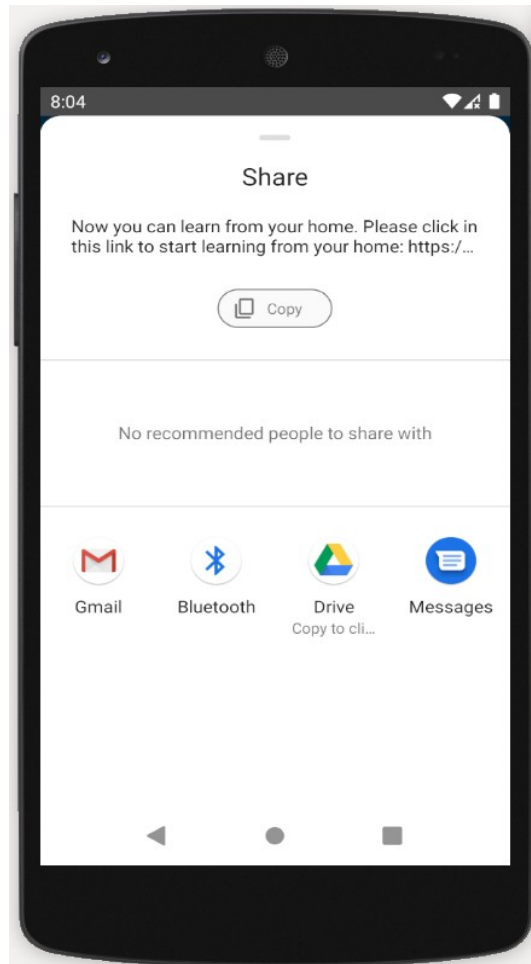 8:04
Share
Now you can learn from your home. Please click in
this link to start learning from your home: https:/…
Copy
No recommended people to share with
Gmail Bluetooth Drive Messages
Copy to cli…